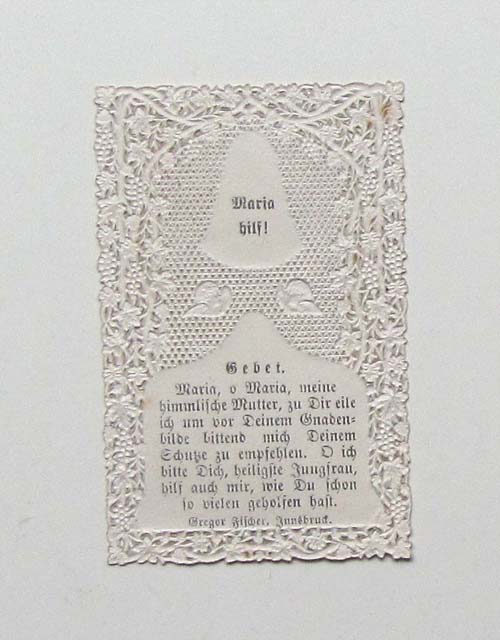 Maria
hilf!
Gebet.
Maria, o Maria, meine
himmlische Mutter, zu Dir eile
ich um vor Deinem Gnaden-
bilde bittend mich Deinem
Schutze zu empfehlen. O ich
bitte Dich, heiligste Jungfrau,
hilf auch mir, wie Du schon
so vielen geholfen hast.
Gregor Fischer, Innsbruck.